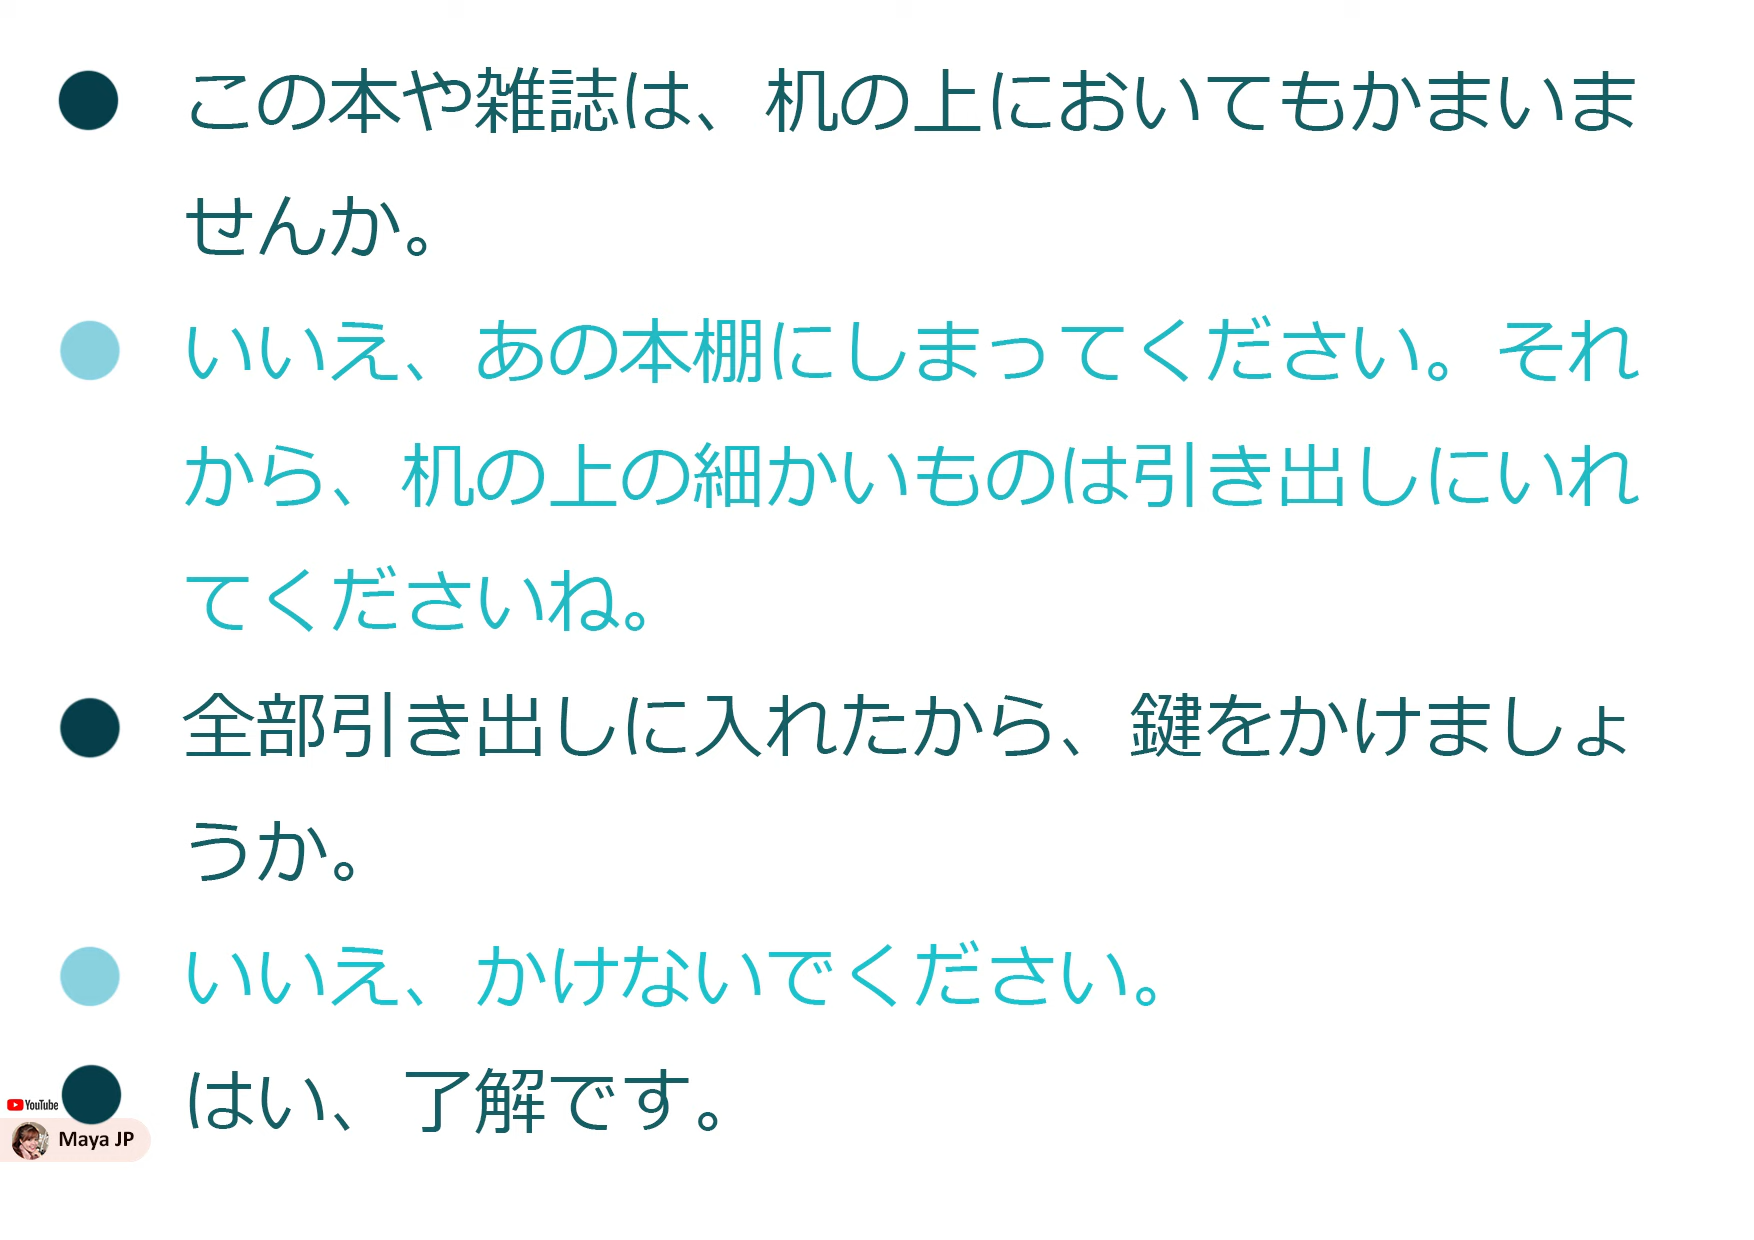 この本や雑誌は、机の上においてもかまいま
せんか。
いいえ、あの本棚にしまってください。それ
から、机の上の細かいものは引き出しにいれ
てくださいね。
全部引き出しに入れたから、鍵をかけましょ
うか。
いいえ、かけないでください。
はい、了解です。
YouTube
Maya JP